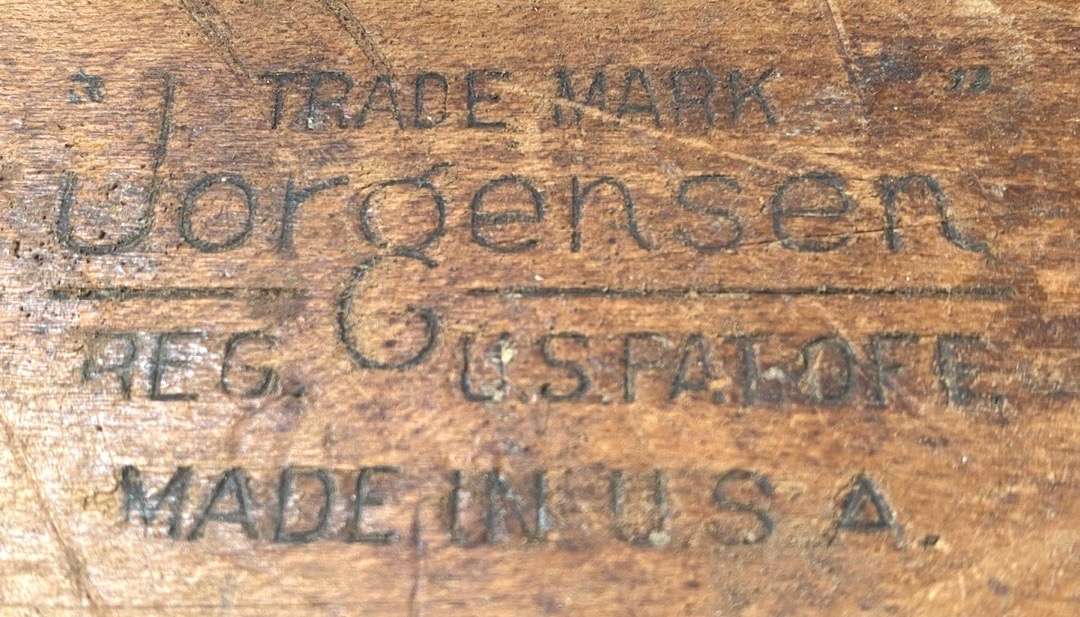 TRADE MARK
"Jorgensen"
REG. U.S.PAT.OFF.
MADE IN U.S A.